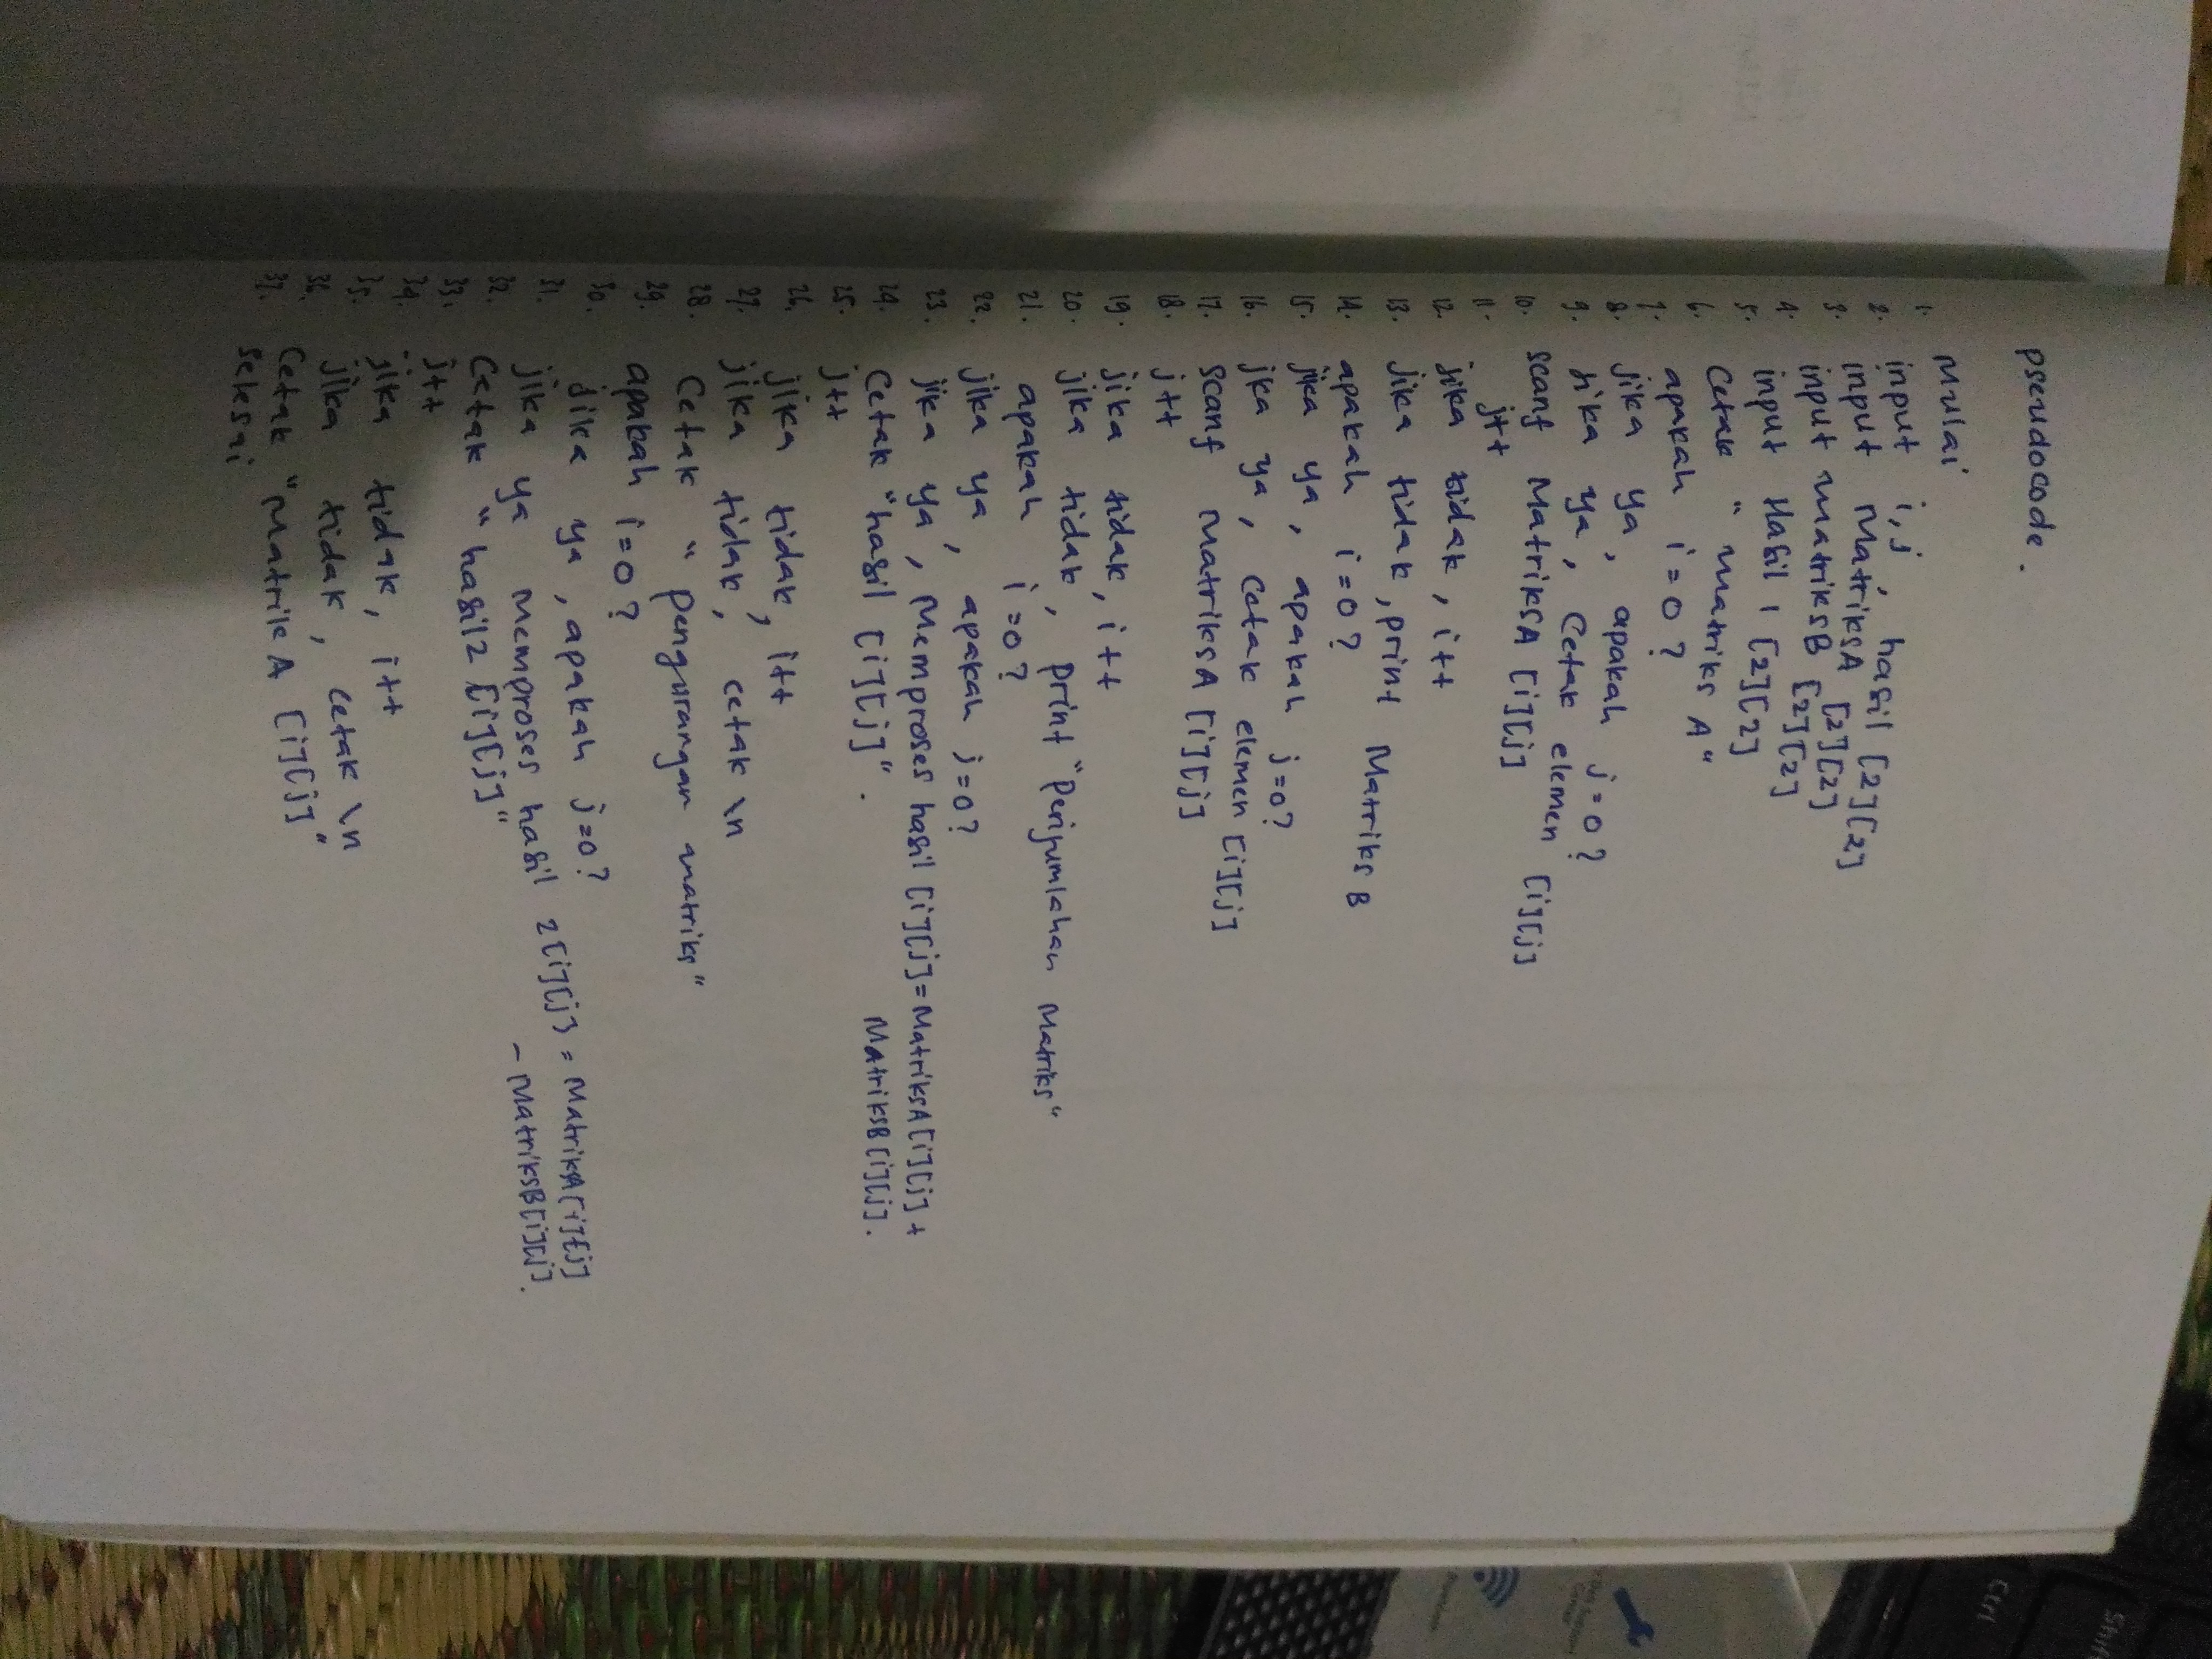 Pseudocode.
1. Mulai
2. input i,j, hasil [2][2]
3. input MatriksA [2][2]
4. input matriksB [2][2]
5. input Hasil 1 [2][2]
6. Cetak "matriks A"
7. apakah i=0?
8. jika ya, apakah j=0?
9. jika ya, Cetak elemen [i][j]
10. Scanf MatriksA [i][j]
11. j++
12. jika tidak, i++
13. jika tidak, print Matriks B
14. apakah i=0?
15. jika ya, apakah j=0?
16. jka ya, Cetak elemen [i][j]
17. Scanf MatriksA [i][j]
18. j++
19. jika tidak, i++
20. jika tidak, print "Penjumlahan Matriks"
21. apakah i=0?
22. jika ya, apakah j=0?
23. jika ya, Memproses hasil [i][j]=MatriksA[i][j]+
MatriksB[i][j].
24. Cetak "hasil [i][j]".
25. j++
26. jika tidak, i++
27. jika tidak, cetak \n
28. Cetak "Pengurangan matriks"
29. apakah i=0?
30. Jika ya, apakah j=0?
31. jika ya memproses hasil 2[i][j] = MatriksA[i][j]
- MatriksB[i][j].
32. Cetak "hasil2 [i][j]"
33. j++
34. jika tidak, i++
35. jika tidak, Cetak \n
36. Cetak "Matrik A [i][j]"
37. Selesai
Ctrl
Shift